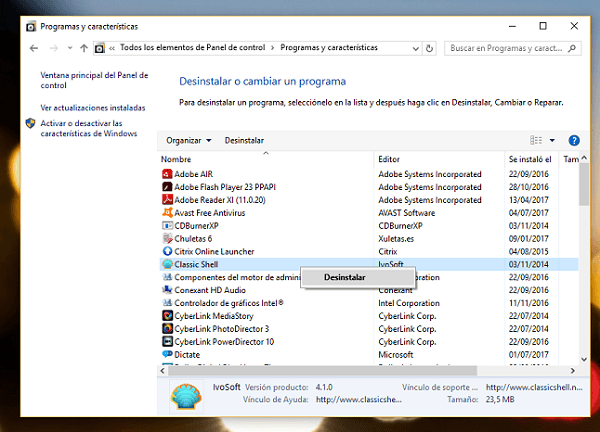 Programas y características
« Todos los elementos de Panel de control › Programas y características
Buscar en Programas y caract...
Ventana principal del Panel de
control
Ver actualizaciones instaladas
Activar o desactivar las
características de Windows
Desinstalar o cambiar un programa
Para desinstalar un programa, selecciónelo en la lista y después haga clic en Desinstalar, Cambiar o Reparar.
Organizar Desinstalar
Nombre Editor Se instaló el Tam
Adobe AIR Adobe Systems Incorporated 22/09/2016
Adobe Flash Player 23 PPAPI Adobe Systems Incorporated 28/10/2016
Adobe Reader XI (11.0.20) Adobe Systems Incorporated 13/04/2017
Avast Free Antivirus AVAST Software 04/07/2017
CDBurnerXP CDBurnerXP 03/11/2014
Chuletas 6 Xuletas.es 09/01/2017
Citrix Online Launcher Citrix 04/08/2015
Classic Shell IvoSoft 03/11/2014
Componentes del motor de admini Corporation 22/09/2016
Desinstalar
Conexant HD Audio Conexant 22/09/2016
Controlador de gráficos Intel® Intel Corporation 11/11/2016
CyberLink MediaStory CyberLink Corp. 22/07/2014
CyberLink PhotoDirector 3 CyberLink Corp. 22/07/2014
CyberLink PowerDirector 10 CyberLink Corp. 22/09/2016
Dictate Microsoft 01/07/2017
IvoSoft Versión producto: 4.1.0 Vínculo de soporte ... http://www.classicshell.n...
Vínculo de Ayuda: http://www.classicshe... Tamaño: 23,5 MB